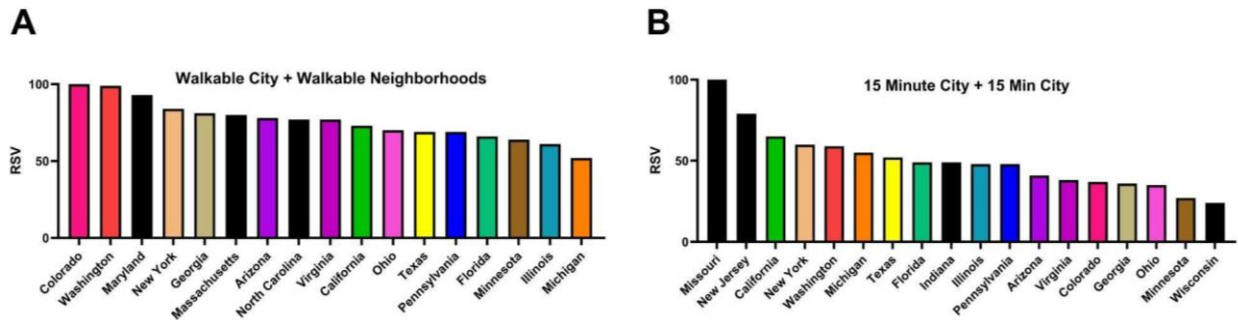 A
Walkable City + Walkable Neighborhoods
100
50
0
RSV
Colorado
Washington
Maryland
New York
Georgia
Massachusetts
Arizona
North Carolina
Virginia
California
Ohio
Texas
Pennsylvania
Florida
Minnesota
Illinois
Michigan
B
15 Minute City + 15 Min City
100
50
0
RSV
Missouri
New Jersey
California
New York
Washington
Michigan
Texas
Florida
Indiana
Illinois
Pennsylvania
Arizona
Virginia
Colorado
Georgia
Ohio
Minnesota
Wisconsin